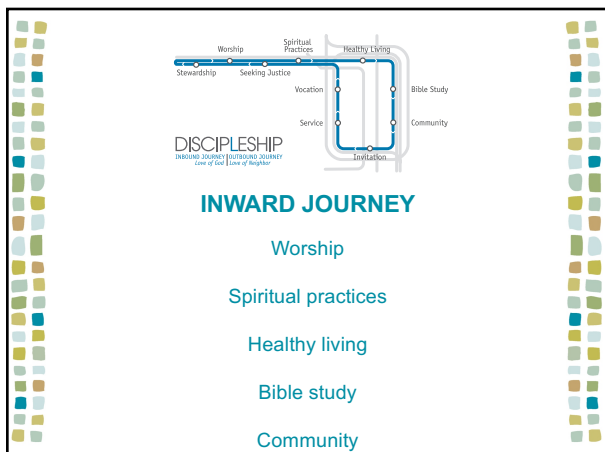 Spiritual
Practices
Worship
Healthy Living
Stewardship
Seeking Justice
Vocation
Bible Study
Service
Community
Invitation
DISCIPLESHIP
INBOUND JOURNEY | OUTBOUND JOURNEY
Love of God | Love of Neighbor
INWARD JOURNEY
Worship
Spiritual practices
Healthy living
Bible study
Community